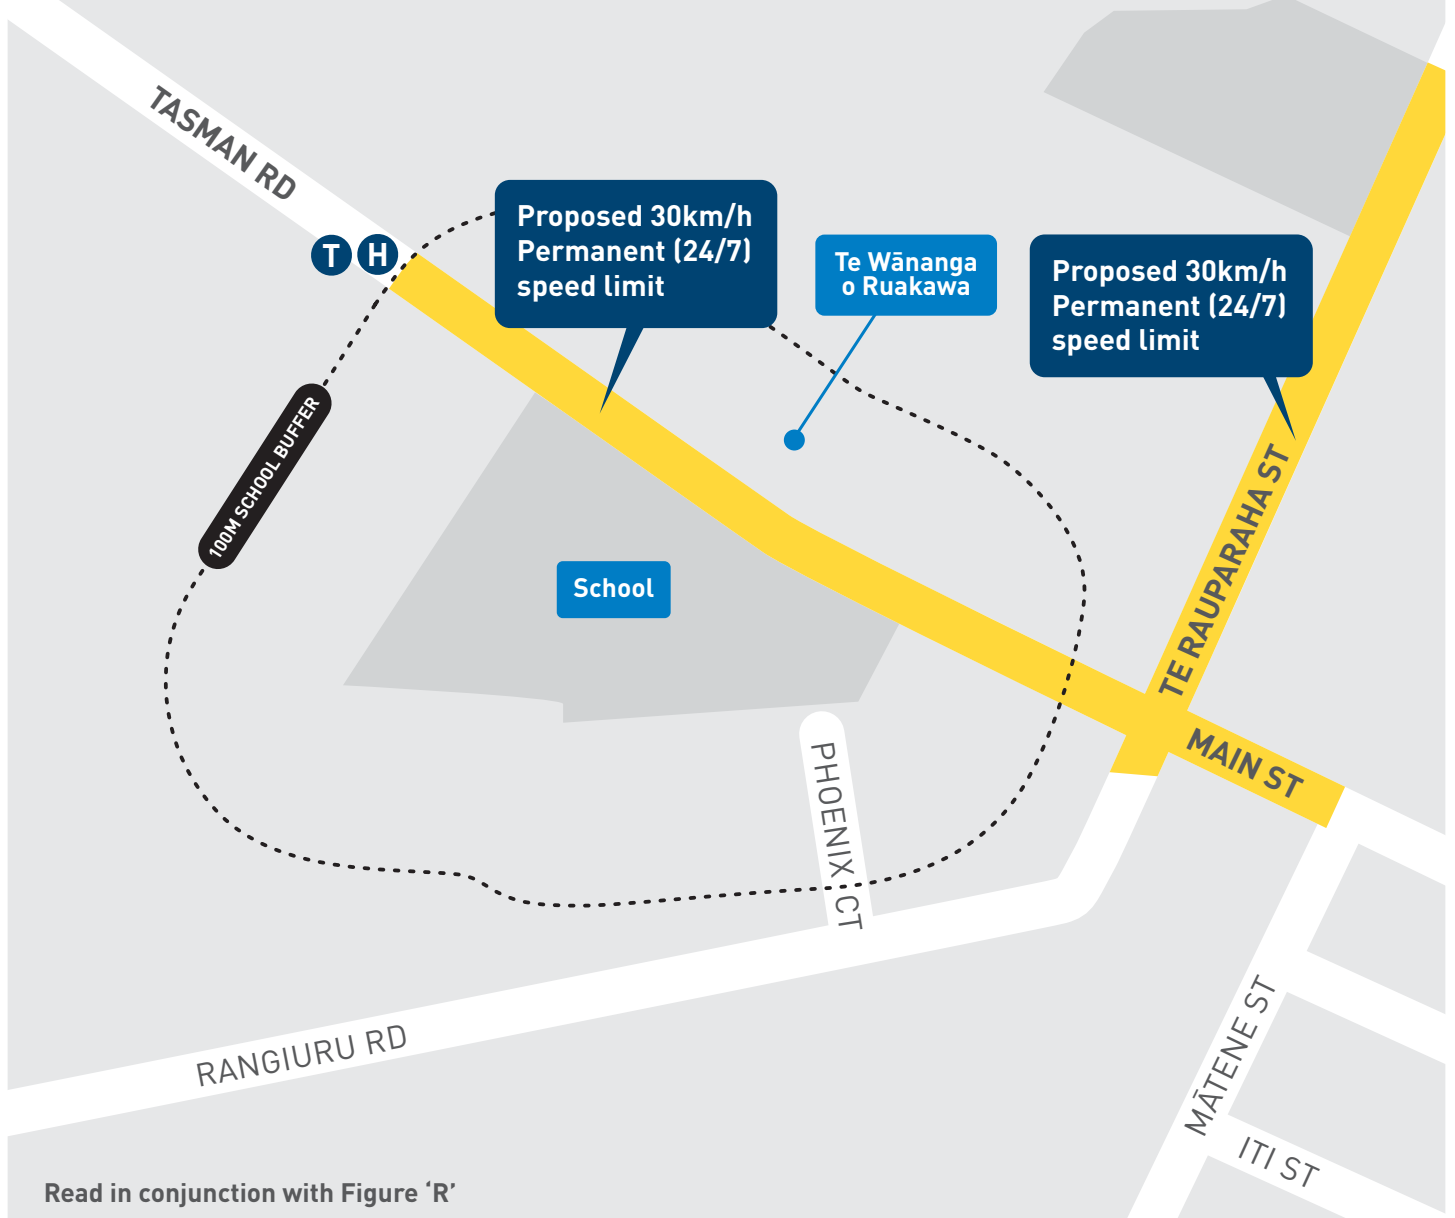 TASMAN RD
T H
Proposed 30km/h
Permanent (24/7)
speed limit
Te Wānanga
o Ruakawa
Proposed 30km/h
Permanent (24/7)
speed limit
100M SCHOOL BUFFER
School
TE RAUPARAHA ST
MAIN ST
PHOENIX CT
RANGIURU RD
MĀTENE ST
ITI ST
Read in conjunction with Figure ‘R’